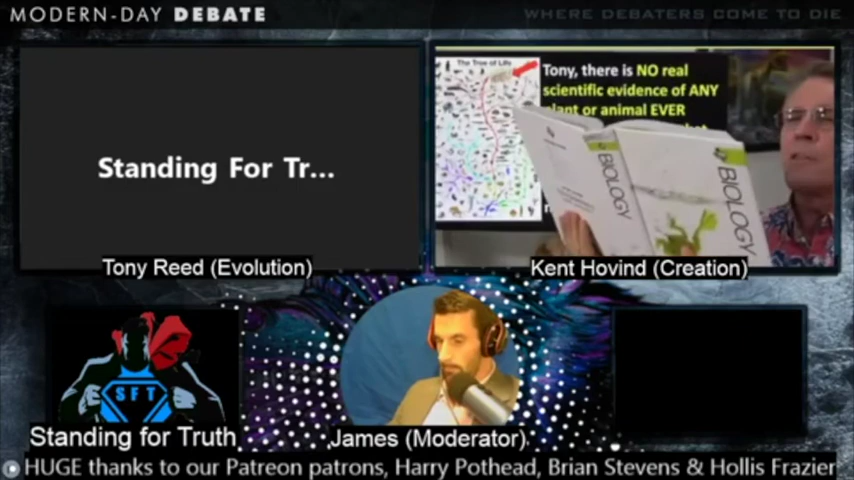 MODERN-DAY DEBATE
WHERE DEBATERS COME TO DIE
Standing For Tr...
Tony Reed (Evolution)
The Tree of Life
Tony, there is NO real
scientific evidence of ANY
plant or animal EVER
BIOLOGY
BIOLOGY
Kent Hovind (Creation)
SFT
Standing for Truth
James (Moderator)
HUGE thanks to our Patreon patrons, Harry Pothead, Brian Stevens & Hollis Frazier